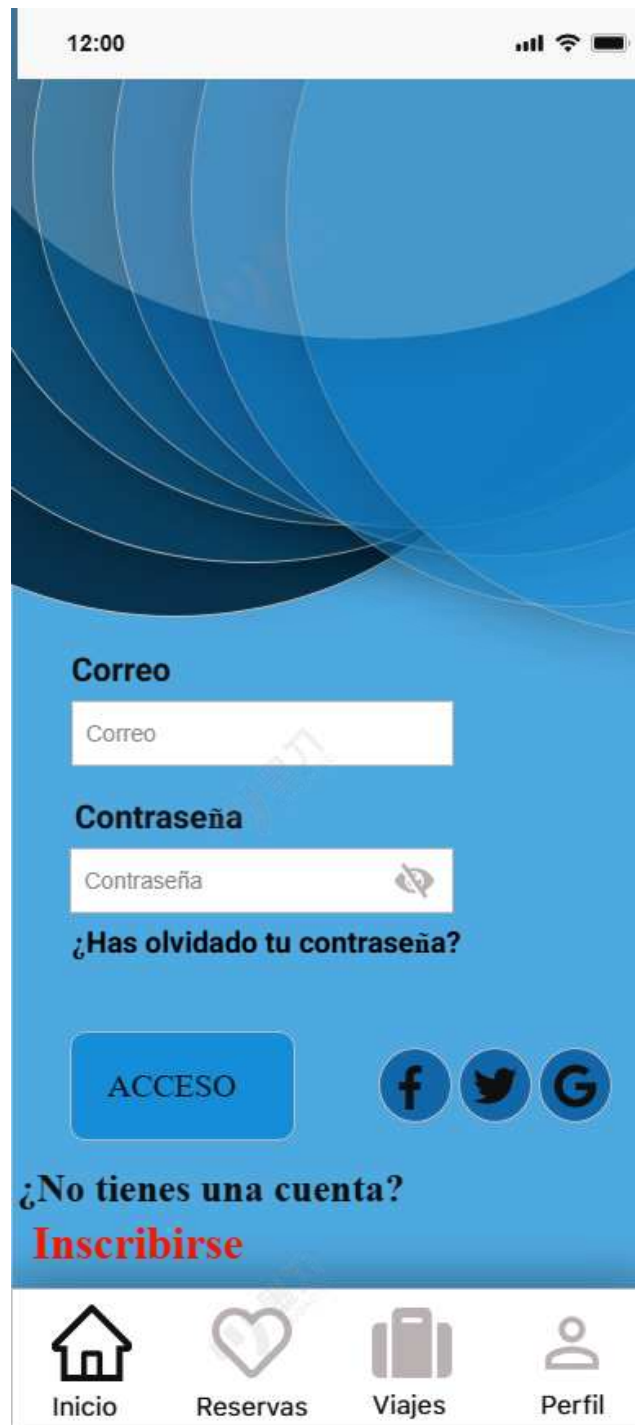 12:00
Correo
Correo
Contraseña
Contraseña
¿Has olvidado tu contraseña?
ACCESO
¿No tienes una cuenta?
Inscribirse
Inicio Reservas Viajes Perfil